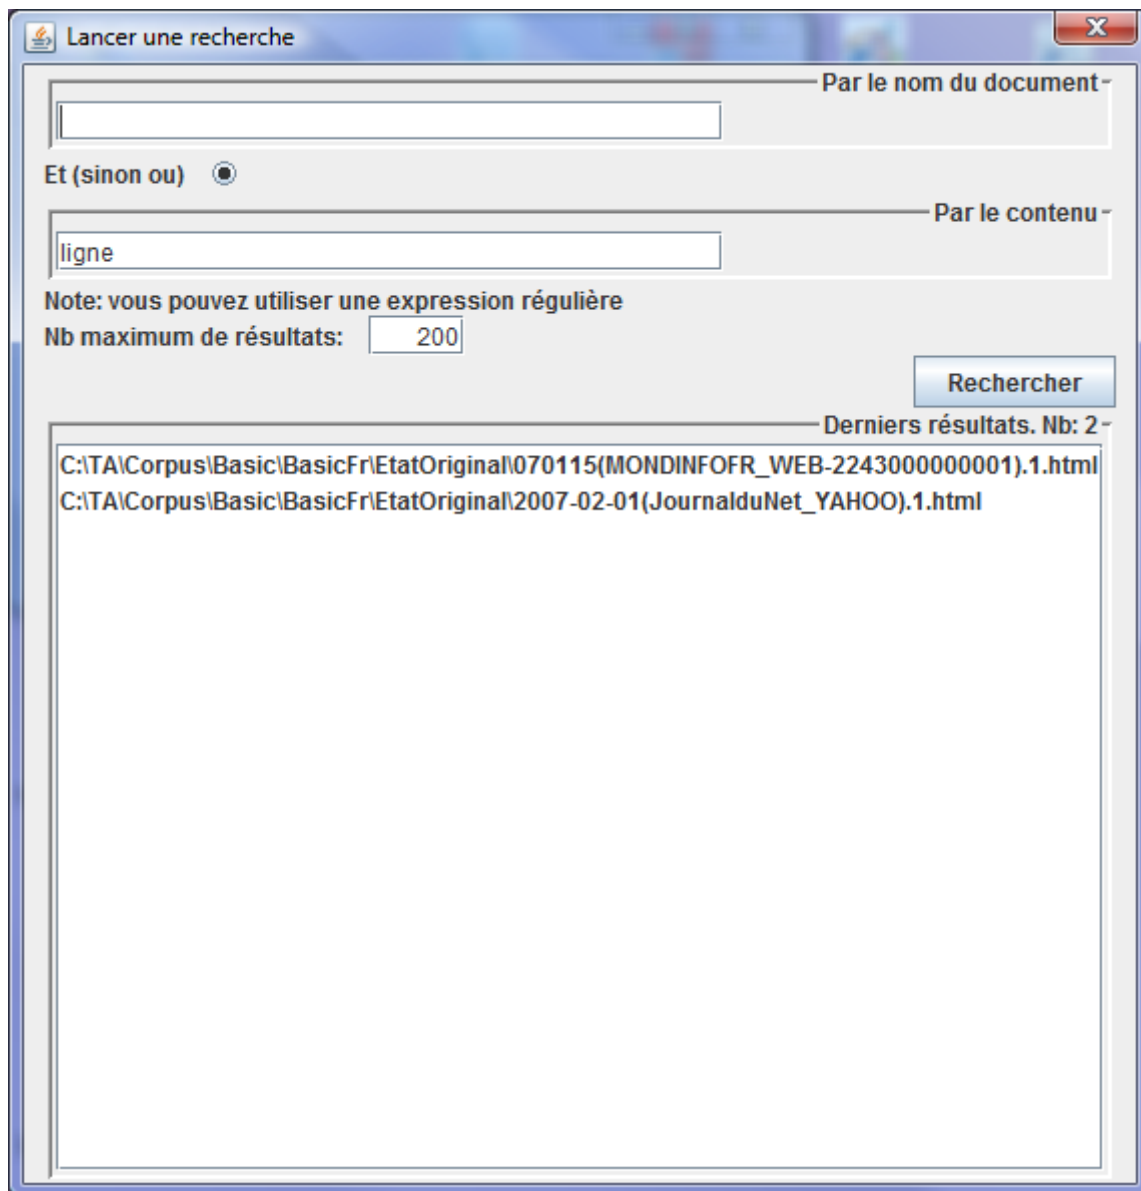 Lancer une recherche
Par le nom du document
Et (sinon ou)
Par le contenu
ligne
Note: vous pouvez utiliser une expression régulière
Nb maximum de résultats: 200
Rechercher
Derniers résultats. Nb: 2
C:\TA\Corpus\Basic\BasicFr\EtatOriginal\070115(MONDINFOFR_WEB-2243000000001).1.html
C:\TA\Corpus\Basic\BasicFr\EtatOriginal\2007-02-01(JournalduNet_YAHOO).1.html